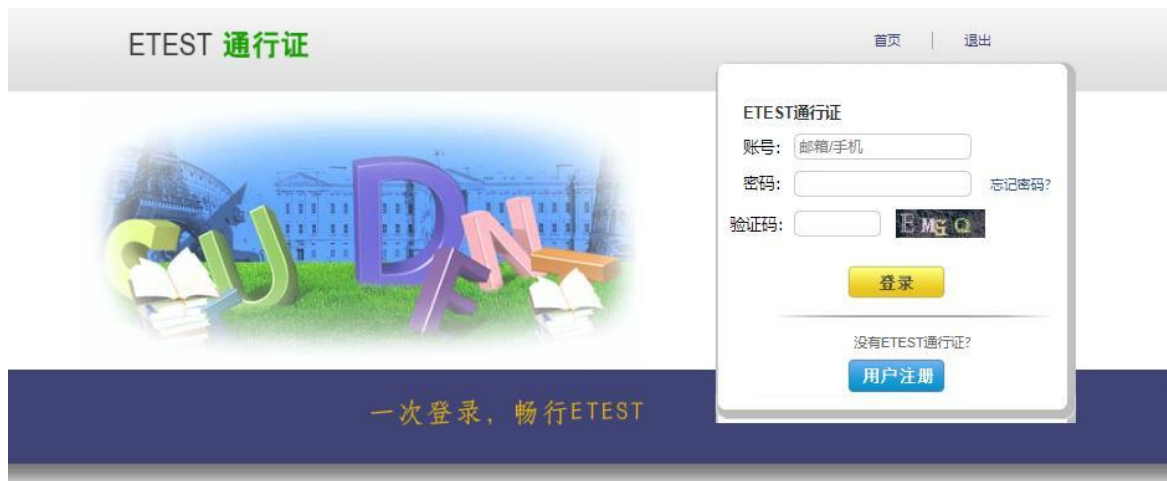 ETEST 通行证
首页 | 退出
ETEST通行证
账号: 邮箱/手机
密码: 忘记密码?
验证码: EMGQ
登录
没有ETEST通行证?
用户注册
一次登录，畅行ETEST